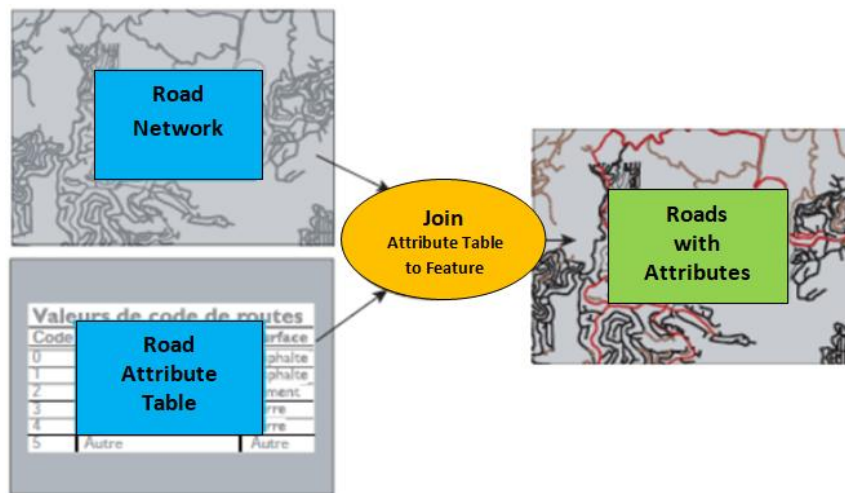 Road
Network
Join
Attribute Table
to Feature
Roads
with
Attributes
Valeurs de code de routes
Code
0
1
2
3
4
5 Autre Autre
Road
Attribute
Table